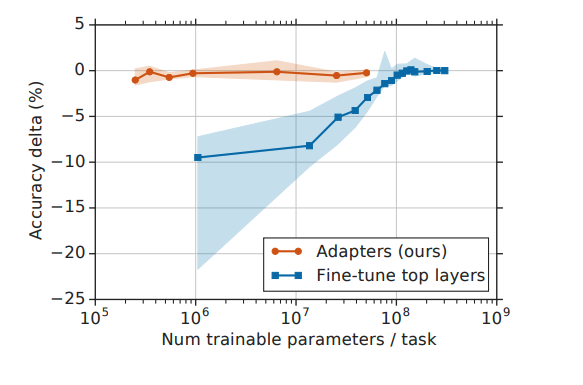 5
0
−5
−10
−15
−20
−25
Accuracy delta (%)
Adapters (ours)
Fine-tune top layers
10^5 10^6 10^7 10^8 10^9
Num trainable parameters / task